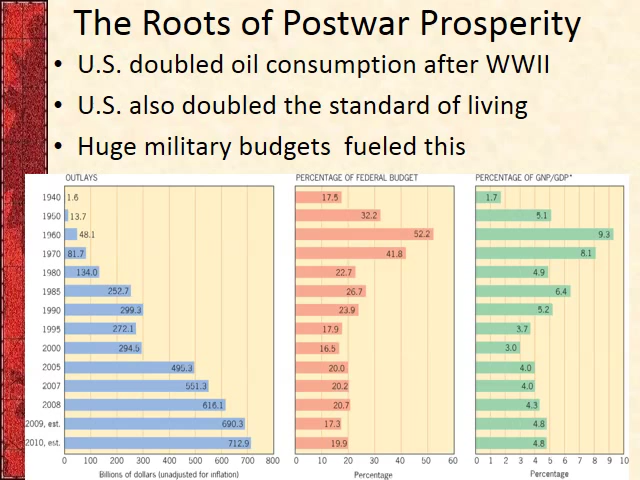 The Roots of Postwar Prosperity
• U.S. doubled oil consumption after WWII
• U.S. also doubled the standard of living
• Huge military budgets fueled this
OUTLAYS PERCENTAGE OF FEDERAL BUDGET PERCENTAGE OF GNP/GDP*
1940 1.6 17.5 1.7
1950 13.7 32.2 5.1
1960 48.1 52.2 9.3
1970 81.7 41.8 8.1
1980 134.0 22.7 4.9
1985 252.7 26.7 6.4
1990 299.3 23.9 5.2
1995 272.1 17.9 3.7
2000 294.5 16.5 3.0
2005 495.3 20.0 4.0
2007 551.3 20.2 4.0
2008 616.1 20.7 4.3
2009, est. 690.3 17.3 4.8
2010, est. 712.9 19.9 4.8
0 100 200 300 400 500 600 700 800 0 10 20 30 40 50 60 0 1 2 3 4 5 6 7 8 9 10
Billions of dollars (unadjusted for inflation) Percentage Percentage